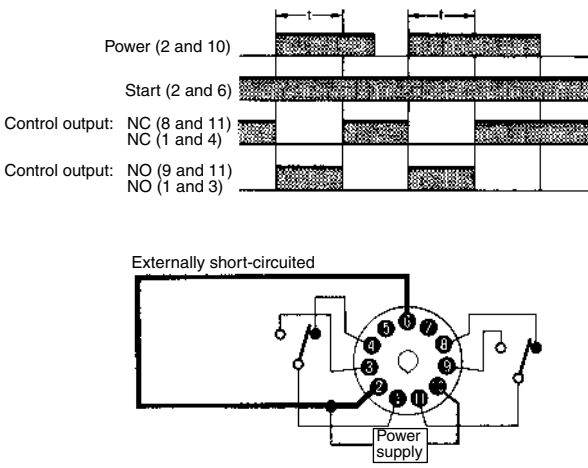 t
t
Power (2 and 10)
Start (2 and 6)
Control output: NC (8 and 11)
NC (1 and 4)
Control output: NO (9 and 11)
NO (1 and 3)
Externally short-circuited
6
5
7
4
8
3
9
2
10
1
11
Power
supply